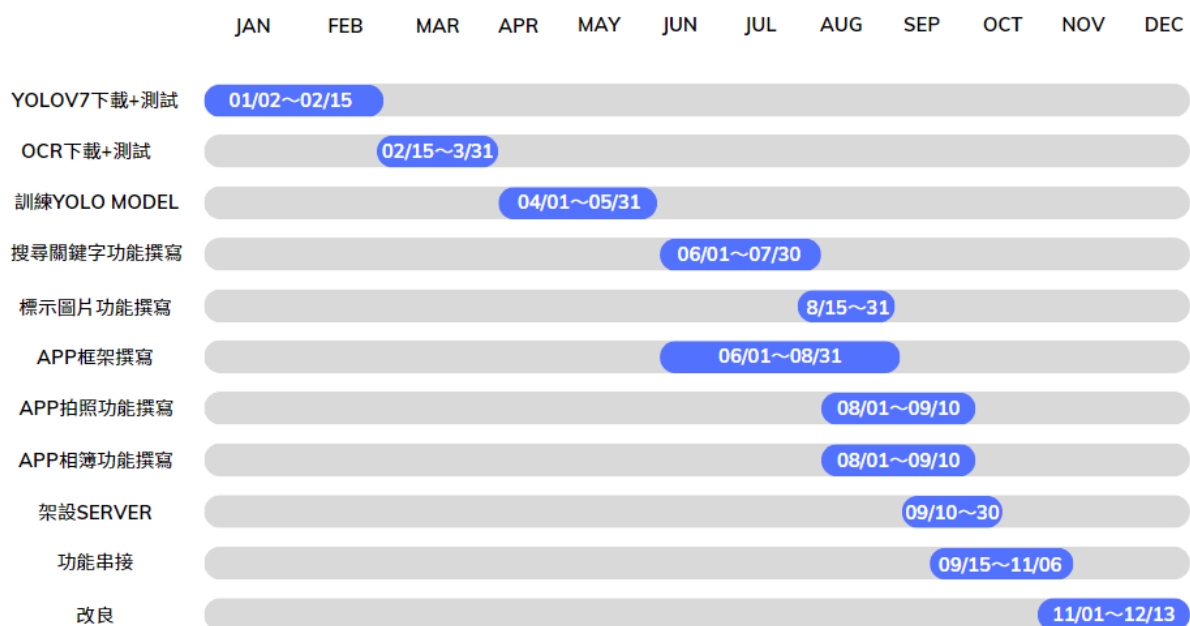 JAN FEB MAR APR MAY JUN JUL AUG SEP OCT NOV DEC
YOLOV7下載+測試 01/02～02/15
OCR下載+測試 02/15～3/31
訓練YOLO MODEL 04/01～05/31
搜尋關鍵字功能撰寫 06/01～07/30
標示圖片功能撰寫 8/15～31
APP框架撰寫 06/01～08/31
APP拍照功能撰寫 08/01～09/10
APP相簿功能撰寫 08/01～09/10
架設SERVER 09/10～30
功能串接 09/15～11/06
改良 11/01～12/13